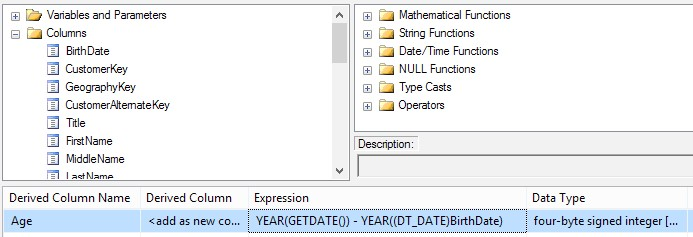 Variables and Parameters
Columns
BirthDate
CustomerKey
GeographyKey
CustomerAlternateKey
Title
FirstName
MiddleName
LastName
Mathematical Functions
String Functions
Date/Time Functions
NULL Functions
Type Casts
Operators
Description:
Derived Column Name Derived Column Expression Data Type
Age <add as new co... YEAR(GETDATE()) - YEAR((DT_DATE)BirthDate) four-byte signed integer [...